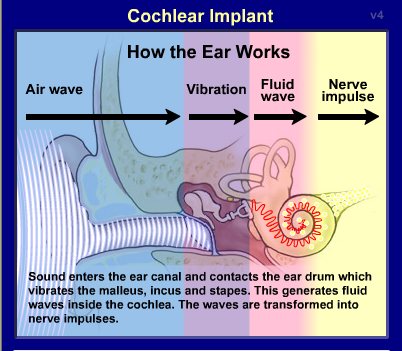 Cochlear Implant
v4
How the Ear Works
Air wave
Vibration
Fluid
wave
Nerve
impulse
Sound enters the ear canal and contacts the ear drum which
vibrates the malleus, incus and stapes. This generates fluid
waves inside the cochlea. The waves are transformed into
nerve impulses.